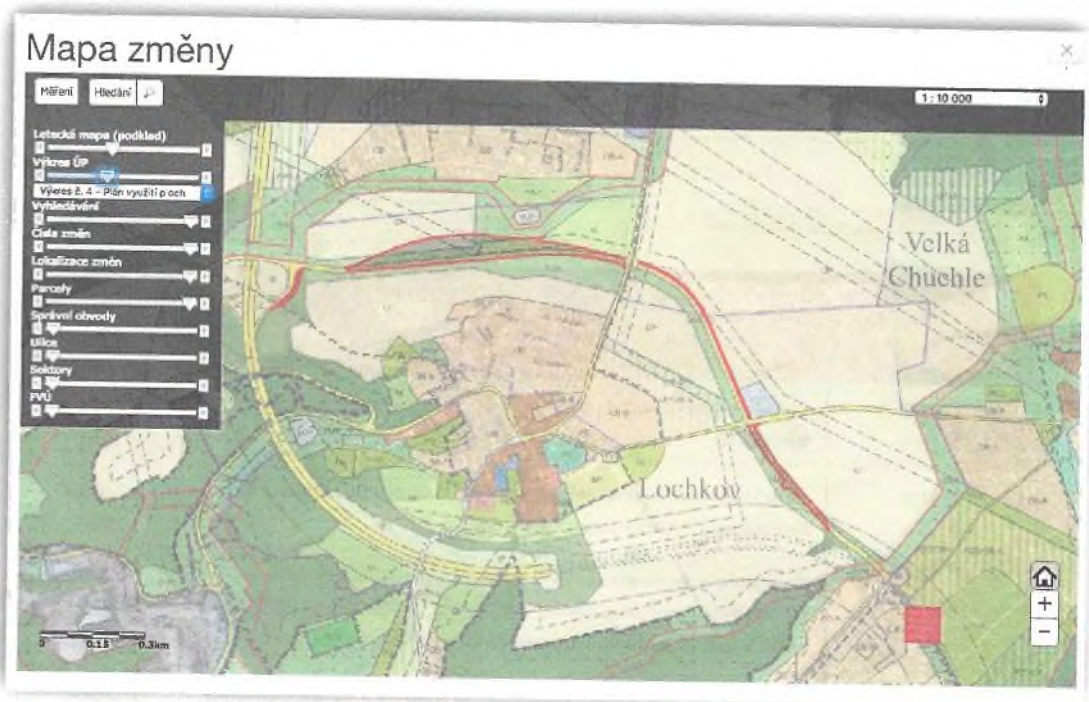 Mapa změny
Měření Hledání
1 : 10 000
Letecká mapa (podklad)
Výkres ÚP
Výkres č. 4 - Plán využití ploch
Vyhledávání
Čísla změn
Lokalizace změn
Parcely
Správní obvody
Ulice
Sektory
PVÚ
Velká
Chuchle
Lochkov
0 0.15 0.3km